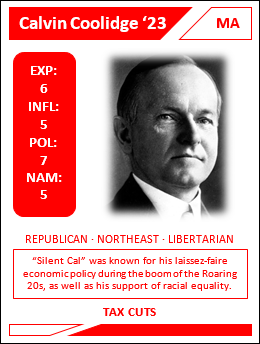 Calvin Coolidge ‘23
MA
EXP:
6
INFL:
5
POL:
7
NAM:
5
REPUBLICAN · NORTHEAST · LIBERTARIAN
“Silent Cal” was known for his laissez-faire
economic policy during the boom of the Roaring
20s, as well as his support of racial equality.
TAX CUTS